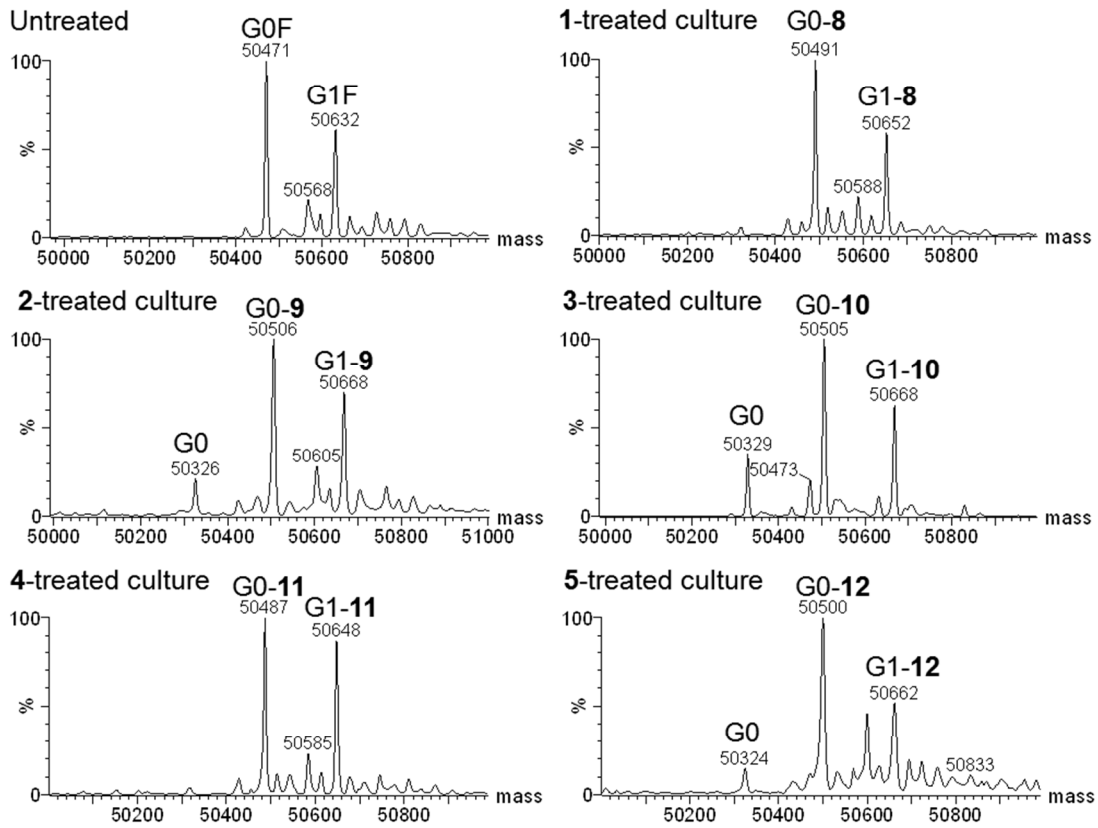 Untreated
G0F
50471
G1F
50632
50568
100
%
0
50000 50200 50400 50600 50800 mass
1-treated culture
G0-8
50491
G1-8
50652
50588
100
%
0
50000 50200 50400 50600 50800 mass
2-treated culture
G0-9
50506
G1-9
50668
G0
50326
50605
100
%
0
50000 50200 50400 50600 50800 51000 mass
3-treated culture
G0-10
50505
G1-10
50668
G0
50329
50473
100
%
0
50000 50200 50400 50600 50800 mass
4-treated culture
G0-11
50487
G1-11
50648
50585
100
%
0
50200 50400 50600 50800 mass
5-treated culture
G0-12
50500
G1-12
50662
G0
50324
50833
100
%
0
50200 50400 50600 50800 mass